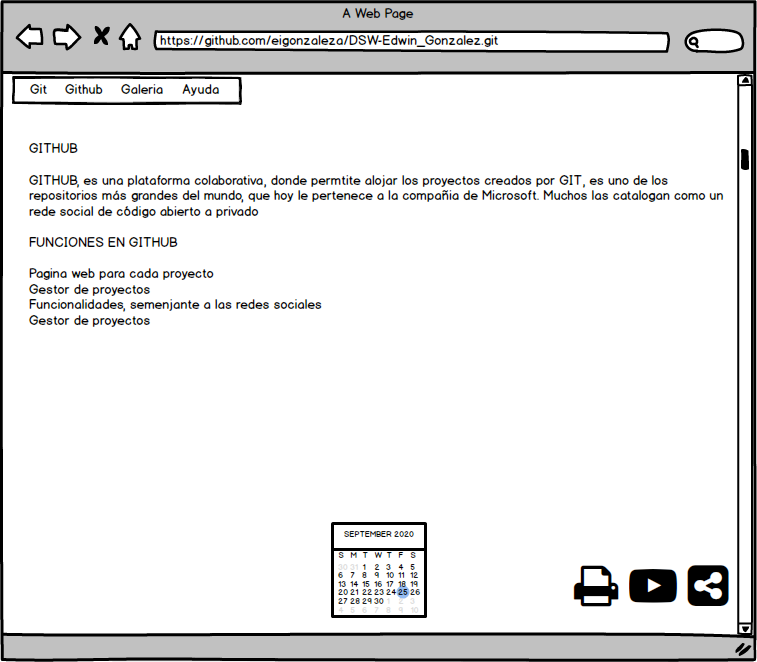 A Web Page
https://github.com/eigonzaleza/DSW-Edwin_Gonzalez.git
Git Github Galeria Ayuda
GITHUB
GITHUB, es una plataforma colaborativa, donde permtite alojar los proyectos creados por GIT, es uno de los
repositorios más grandes del mundo, que hoy le pertenece a la compañia de Microsoft. Muchos las catalogan como un
rede social de código abierto a privado
FUNCIONES EN GITHUB
Pagina web para cada proyecto
Gestor de proyectos
Funcionalidades, semenjante a las redes sociales
Gestor de proyectos
SEPTEMBER 2020
S M T W T F S
30 31 1 2 3 4 5
6 7 8 9 10 11 12
13 14 15 16 17 18 19
20 21 22 23 24 25 26
27 28 29 30 1 2 3
4 5 6 7 8 9 10